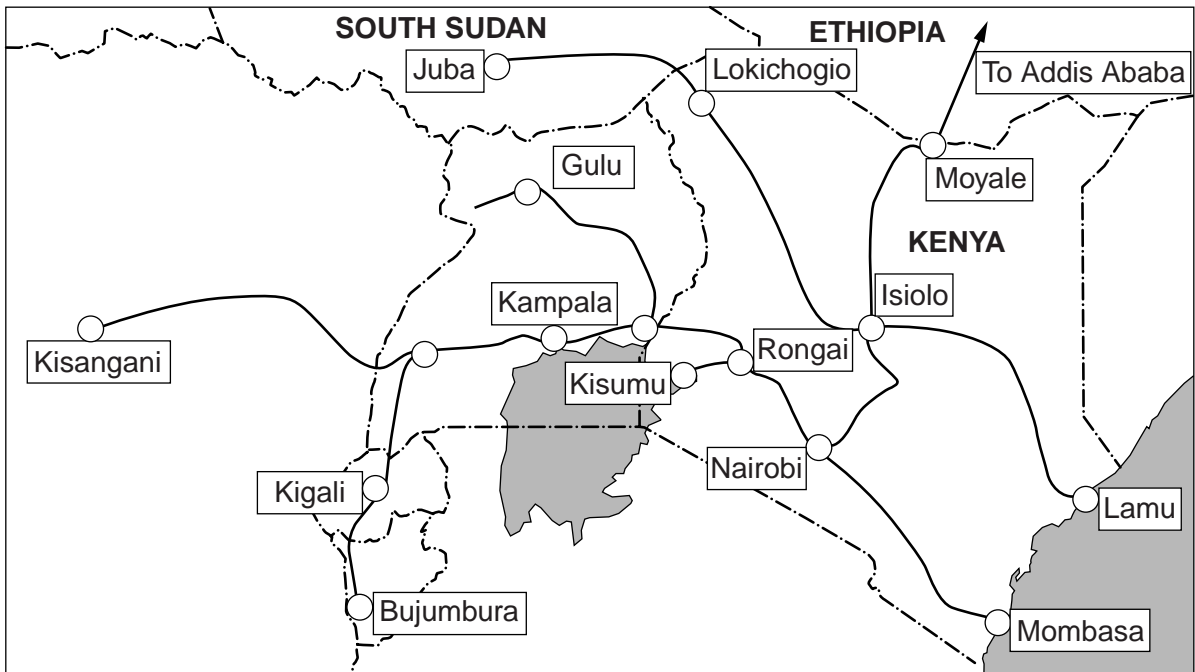 SOUTH SUDAN
ETHIOPIA
Juba
Lokichogio
To Addis Ababa
Gulu
Moyale
KENYA
Kampala
Isiolo
Kisangani
Kisumu
Rongai
Kigali
Nairobi
Lamu
Bujumbura
Mombasa